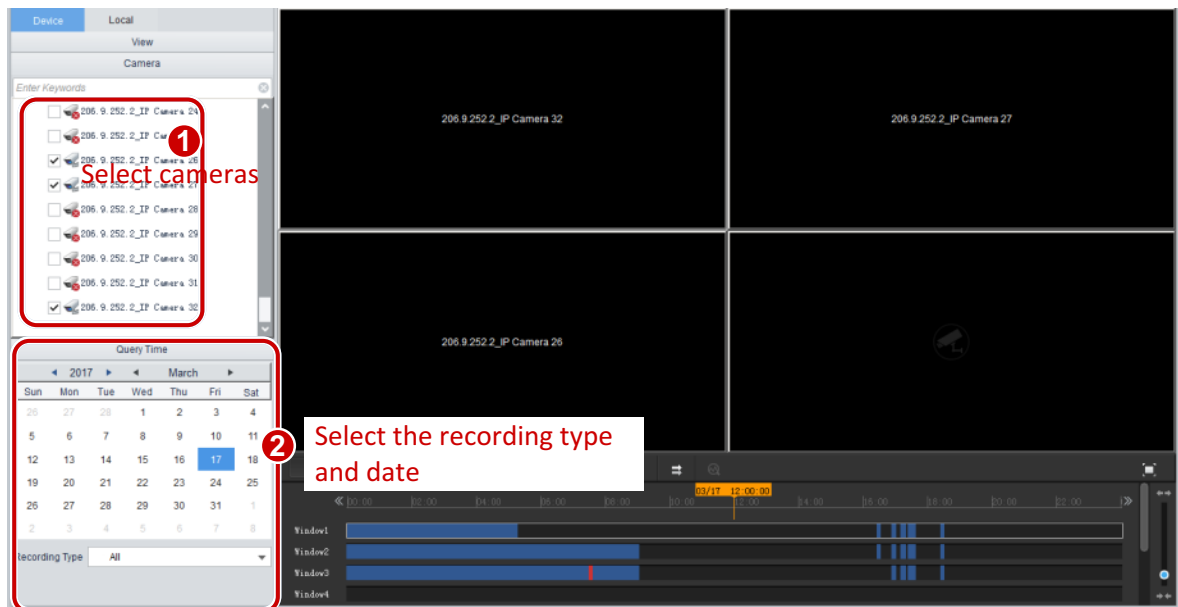 Device Local
View
Camera
Enter Keywords
206.9.252.2_IP Camera 24
206.9.252.2_IP
1
206.9.252.2_IP Camera 26
Select cameras
206.9.252.2_IP Camera 27
206.9.252.2_IP Camera 28
206.9.252.2_IP Camera 29
206.9.252.2_IP Camera 30
206.9.252.2_IP Camera 31
206.9.252.2_IP Camera 32
206.9.252.2_IP Camera 32
206.9.252.2_IP Camera 27
206.9.252.2_IP Camera 26
Query Time
2017 March
Sun Mon Tue Wed Thu Fri Sat
26 27 28 1 2 3 4
5 6 7 8 9 10 11
12 13 14 15 16 17 18
19 20 21 22 23 24 25
26 27 28 29 30 31 1
2 3 4 5 6 7 8
Recording Type All
2
Select the recording type
and date
03/17 12:00:00
00:00 02:00 04:00 06:00 08:00 10:00 12:00 14:00 16:00 18:00 20:00 22:00
Window1
Window2
Window3
Window4